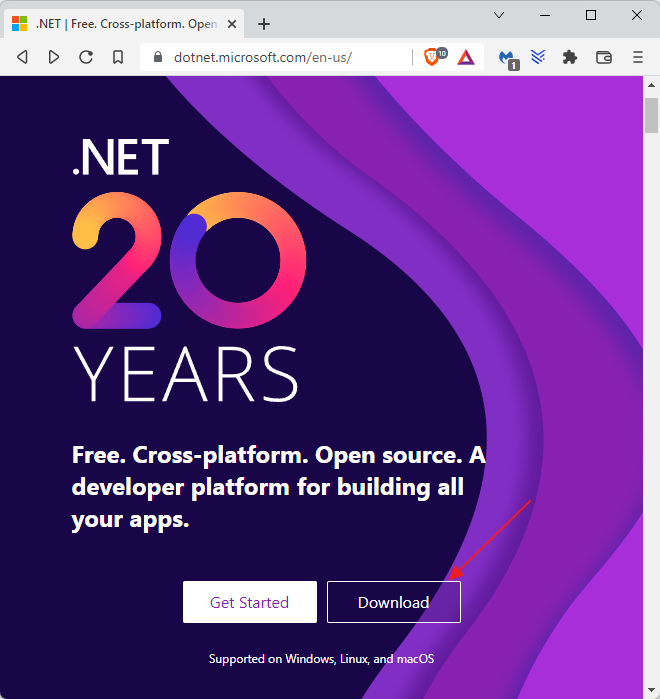 .NET | Free. Cross-platform. Open
dotnet.microsoft.com/en-us/
10
1
.NET
20
YEARS
Free. Cross-platform. Open source. A
developer platform for building all
your apps.
Get Started
Download
Supported on Windows, Linux, and macOS